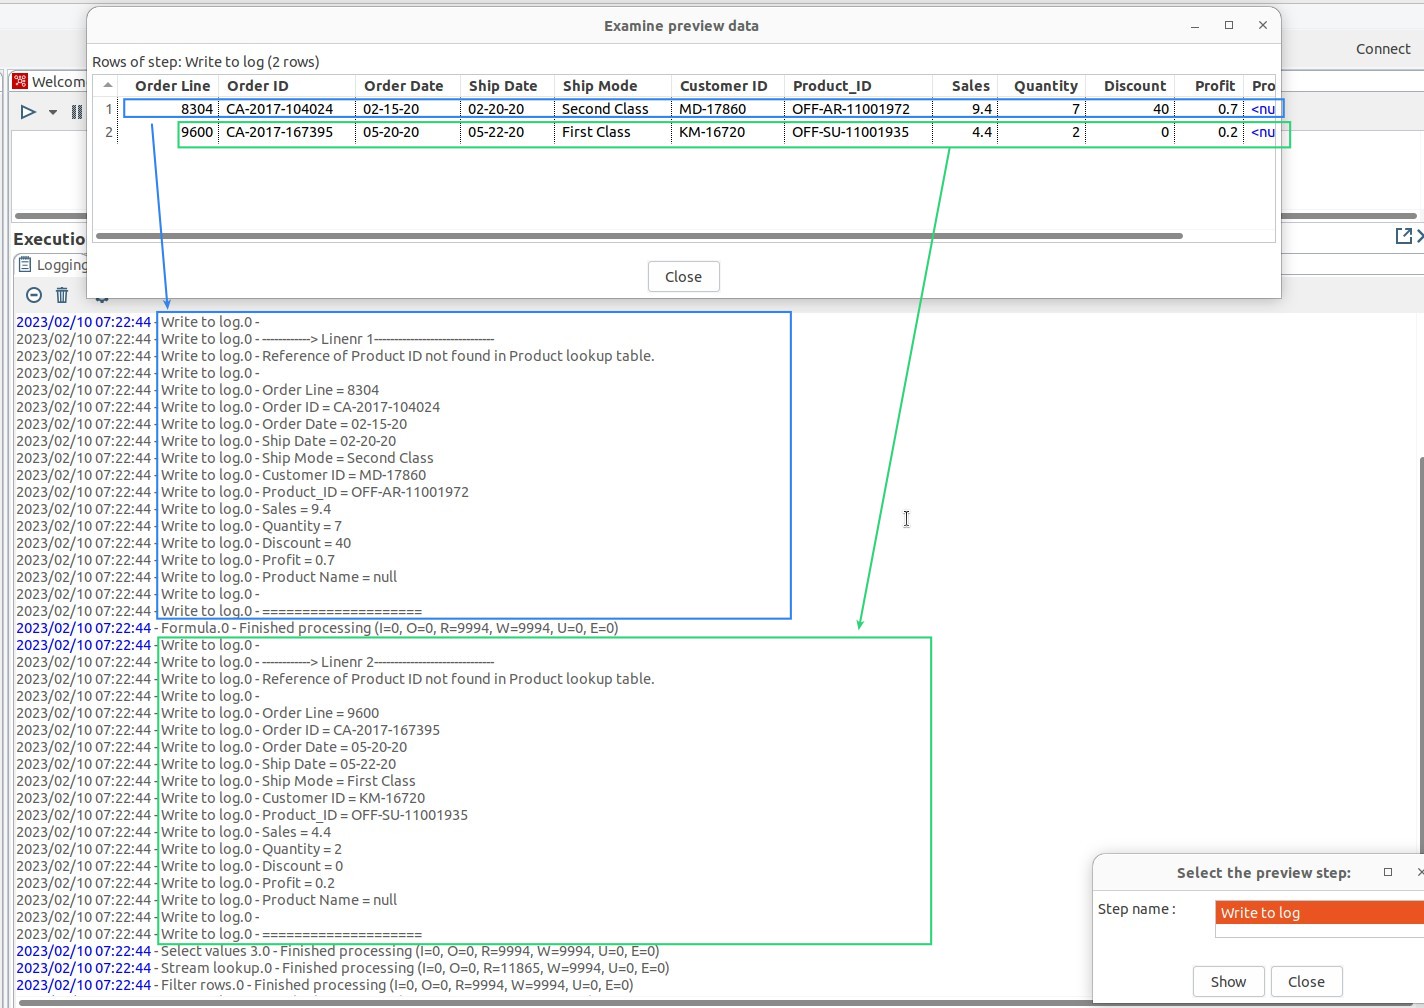 Examine preview data
Connect
Rows of step: Write to log (2 rows)
Welcom
Order Line Order ID Order Date Ship Date Ship Mode Customer ID Product_ID Sales Quantity Discount Profit Pro
1 8304 CA-2017-104024 02-15-20 02-20-20 Second Class MD-17860 OFF-AR-11001972 9.4 7 40 0.7 <nu
2 9600 CA-2017-167395 05-20-20 05-22-20 First Class KM-16720 OFF-SU-11001935 4.4 2 0 0.2 <nu
Executio
Logging
Close
2023/02/10 07:22:44 - Write to log.0 -
2023/02/10 07:22:44 - Write to log.0 - ------------> Linenr 1------------------------------
2023/02/10 07:22:44 - Write to log.0 - Reference of Product ID not found in Product lookup table.
2023/02/10 07:22:44 - Write to log.0 -
2023/02/10 07:22:44 - Write to log.0 - Order Line = 8304
2023/02/10 07:22:44 - Write to log.0 - Order ID = CA-2017-104024
2023/02/10 07:22:44 - Write to log.0 - Order Date = 02-15-20
2023/02/10 07:22:44 - Write to log.0 - Ship Date = 02-20-20
2023/02/10 07:22:44 - Write to log.0 - Ship Mode = Second Class
2023/02/10 07:22:44 - Write to log.0 - Customer ID = MD-17860
2023/02/10 07:22:44 - Write to log.0 - Product_ID = OFF-AR-11001972
2023/02/10 07:22:44 - Write to log.0 - Sales = 9.4
2023/02/10 07:22:44 - Write to log.0 - Quantity = 7
2023/02/10 07:22:44 - Write to log.0 - Discount = 40
2023/02/10 07:22:44 - Write to log.0 - Profit = 0.7
2023/02/10 07:22:44 - Write to log.0 - Product Name = null
2023/02/10 07:22:44 - Write to log.0 -
2023/02/10 07:22:44 - Write to log.0 - ====================
2023/02/10 07:22:44 - Formula.0 - Finished processing (I=0, O=0, R=9994, W=9994, U=0, E=0)
2023/02/10 07:22:44 - Write to log.0 -
2023/02/10 07:22:44 - Write to log.0 - ------------> Linenr 2------------------------------
2023/02/10 07:22:44 - Write to log.0 - Reference of Product ID not found in Product lookup table.
2023/02/10 07:22:44 - Write to log.0 -
2023/02/10 07:22:44 - Write to log.0 - Order Line = 9600
2023/02/10 07:22:44 - Write to log.0 - Order ID = CA-2017-167395
2023/02/10 07:22:44 - Write to log.0 - Order Date = 05-20-20
2023/02/10 07:22:44 - Write to log.0 - Ship Date = 05-22-20
2023/02/10 07:22:44 - Write to log.0 - Ship Mode = First Class
2023/02/10 07:22:44 - Write to log.0 - Customer ID = KM-16720
2023/02/10 07:22:44 - Write to log.0 - Product_ID = OFF-SU-11001935
2023/02/10 07:22:44 - Write to log.0 - Sales = 4.4
2023/02/10 07:22:44 - Write to log.0 - Quantity = 2
2023/02/10 07:22:44 - Write to log.0 - Discount = 0
2023/02/10 07:22:44 - Write to log.0 - Profit = 0.2
2023/02/10 07:22:44 - Write to log.0 - Product Name = null
2023/02/10 07:22:44 - Write to log.0 -
2023/02/10 07:22:44 - Write to log.0 - ====================
2023/02/10 07:22:44 - Select values 3.0 - Finished processing (I=0, O=0, R=9994, W=9994, U=0, E=0)
2023/02/10 07:22:44 - Stream lookup.0 - Finished processing (I=0, O=0, R=11865, W=9994, U=0, E=0)
2023/02/10 07:22:44 - Filter rows.0 - Finished processing (I=0, O=0, R=9994, W=9994, U=0, E=0)
Select the preview step:
Step name :
Write to log
Show
Close